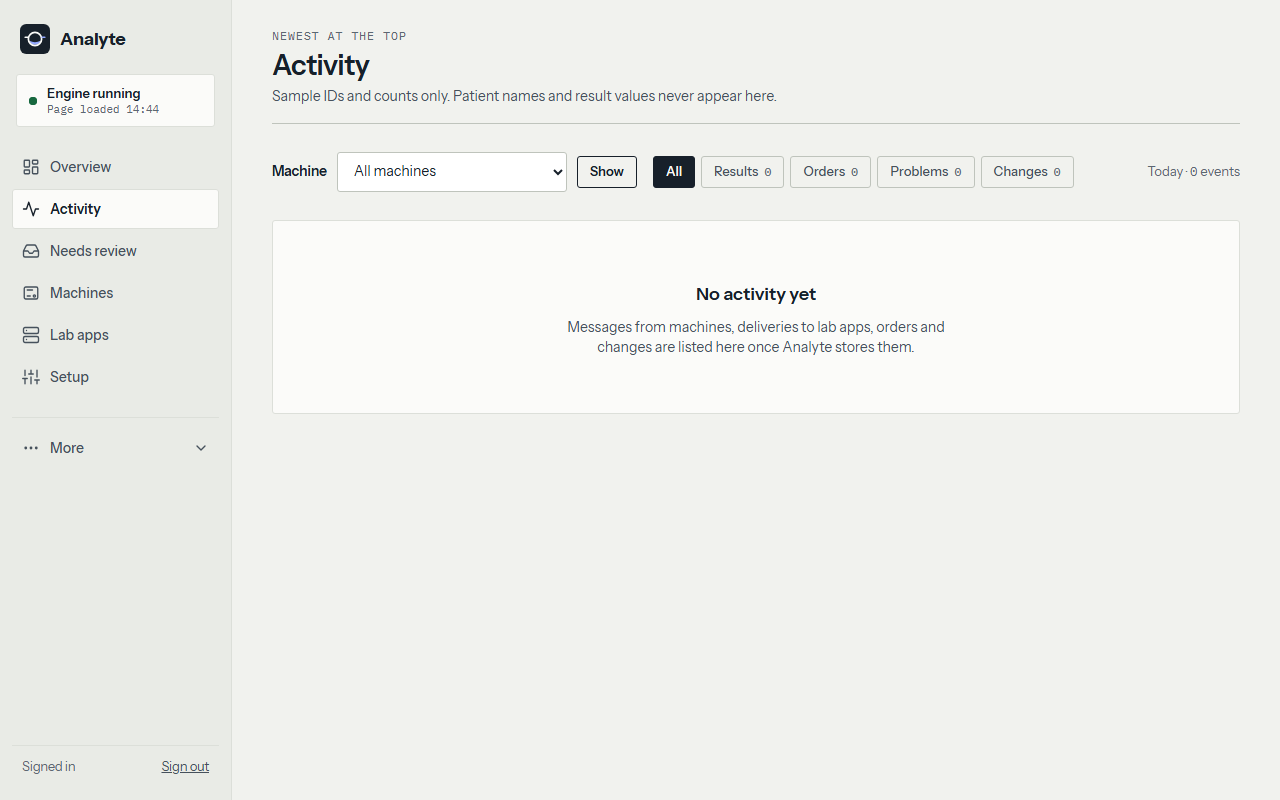 Analyte
Engine running
Page loaded 14:44
Overview
Activity
Needs review
Machines
Lab apps
Setup
More
Signed in
Sign out
NEWEST AT THE TOP
Activity
Sample IDs and counts only. Patient names and result values never appear here.
Machine All machines Show All Results 0 Orders 0 Problems 0 Changes 0 Today · 0 events
No activity yet
Messages from machines, deliveries to lab apps, orders and
changes are listed here once Analyte stores them.